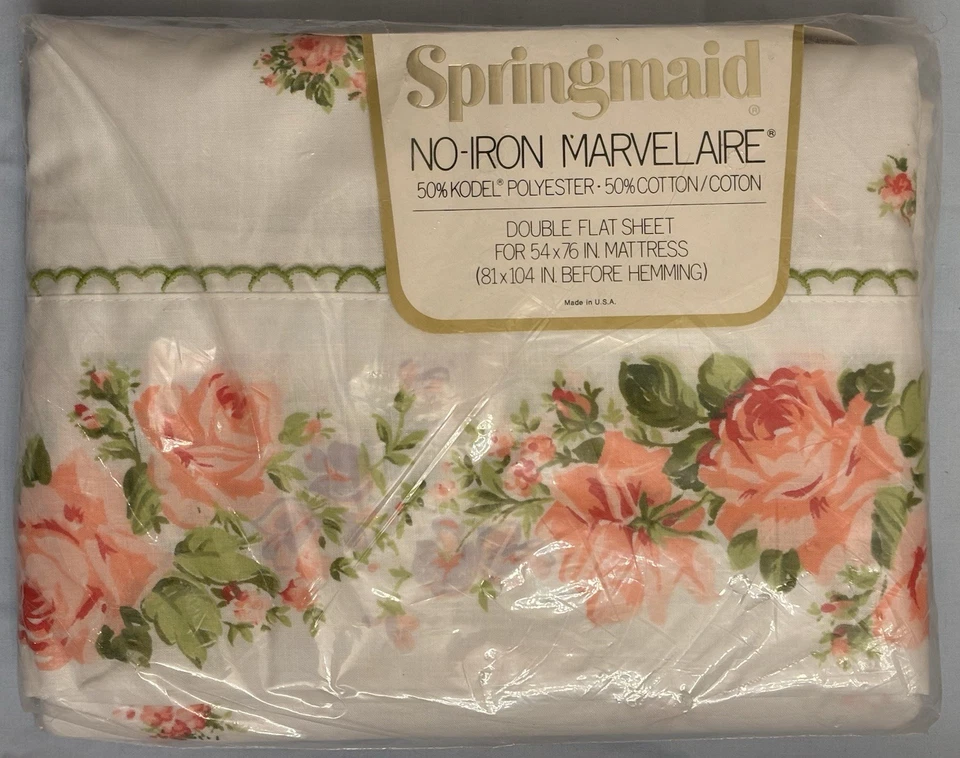 Springmaid®
NO-IRON MARVELAIRE®
50% KODEL® POLYESTER · 50% COTTON/COTON
DOUBLE FLAT SHEET
FOR 54 x 76 IN. MATTRESS
(81 x 104 IN. BEFORE HEMMING)
Made in U.S.A.